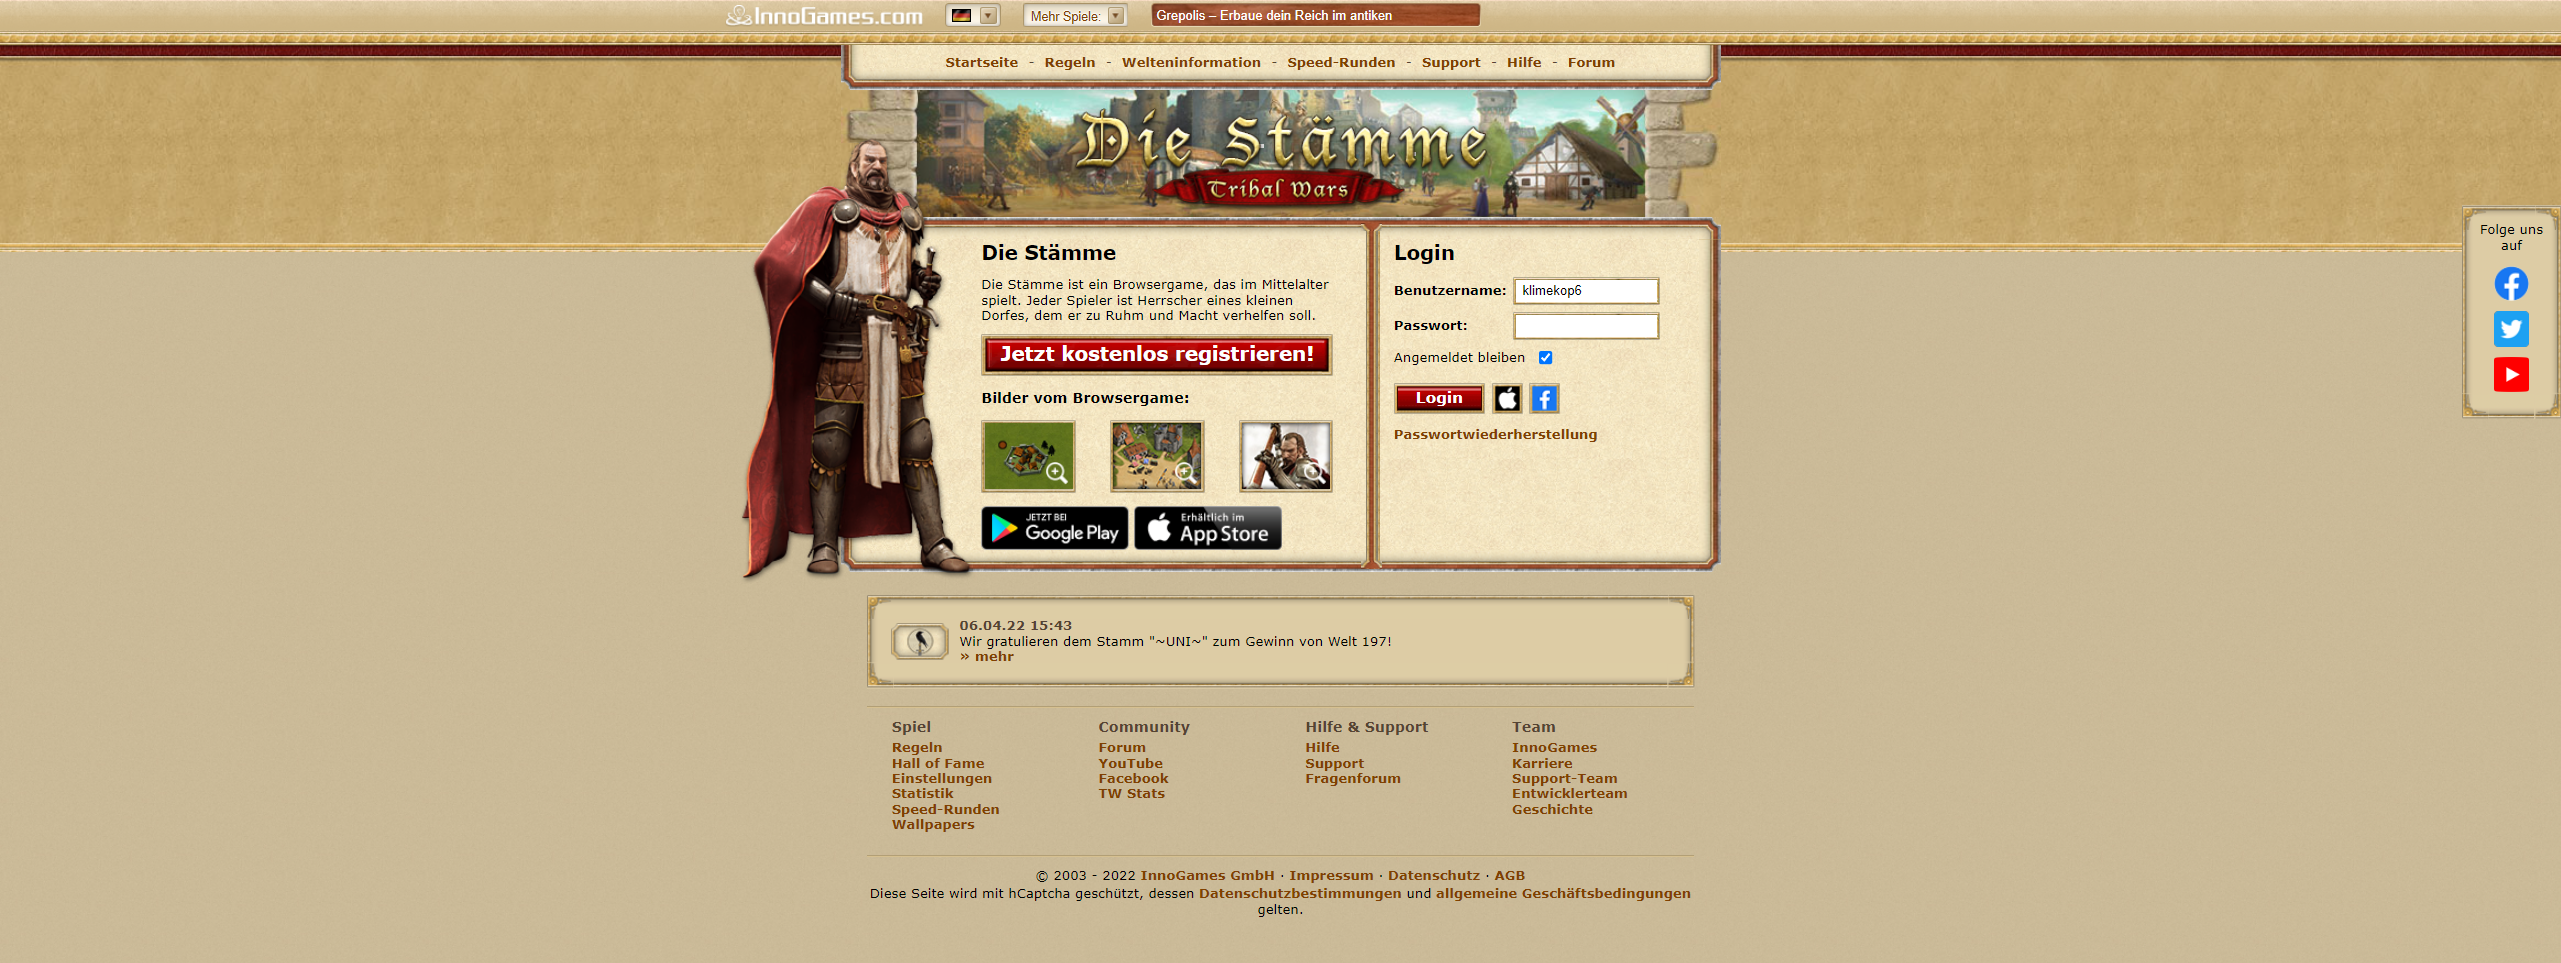 InnoGames.com
Mehr Spiele:
Grepolis – Erbaue dein Reich im antiken
Startseite - Regeln - Welteninformation - Speed-Runden - Support - Hilfe - Forum
Die Stämme
Tribal Wars
Die Stämme
Die Stämme ist ein Browsergame, das im Mittelalter
spielt. Jeder Spieler ist Herrscher eines kleinen
Dorfes, dem er zu Ruhm und Macht verhelfen soll.
Jetzt kostenlos registrieren!
Bilder vom Browsergame:
JETZT BEI
Google Play
Erhältlich im
App Store
Login
Benutzername: klimekop6
Passwort:
Angemeldet bleiben
Login
Passwortwiederherstellung
Folge uns
auf
06.04.22 15:43
Wir gratulieren dem Stamm "~UNI~" zum Gewinn von Welt 197!
» mehr
Spiel
Regeln
Hall of Fame
Einstellungen
Statistik
Speed-Runden
Wallpapers
Community
Forum
YouTube
Facebook
TW Stats
Hilfe & Support
Hilfe
Support
Fragenforum
Team
InnoGames
Karriere
Support-Team
Entwicklerteam
Geschichte
© 2003 - 2022 InnoGames GmbH · Impressum · Datenschutz · AGB
Diese Seite wird mit hCaptcha geschützt, dessen Datenschutzbestimmungen und allgemeine Geschäftsbedingungen
gelten.